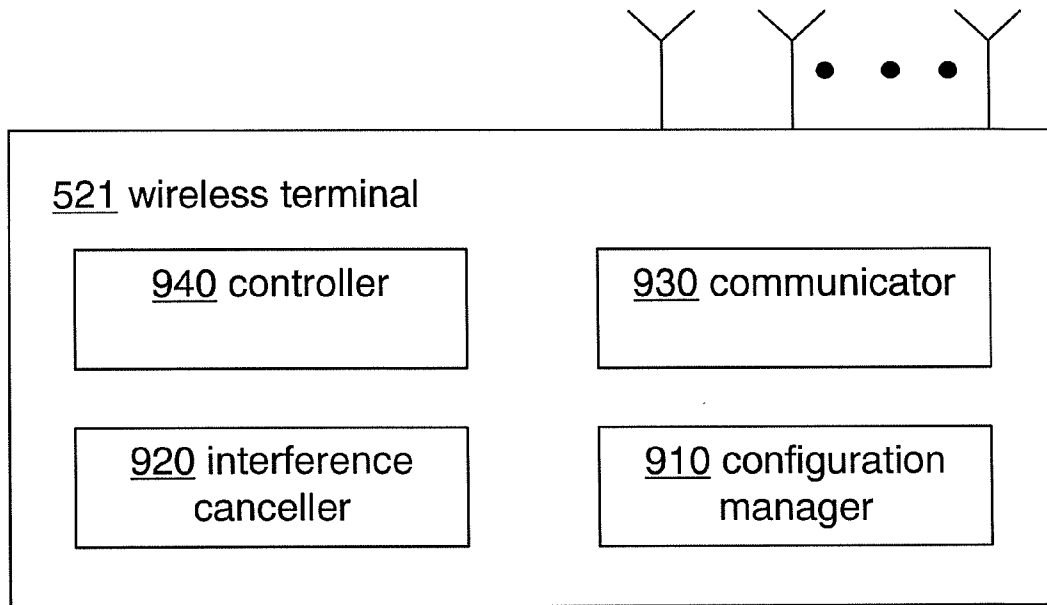 521 wireless terminal
940 controller
930 communicator
920 interference
canceller
910 configuration
manager